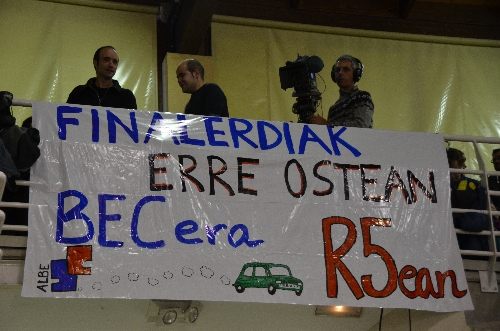 FINALERDIAK
ERRE OSTEAN
BECera
R5ean
ALBE